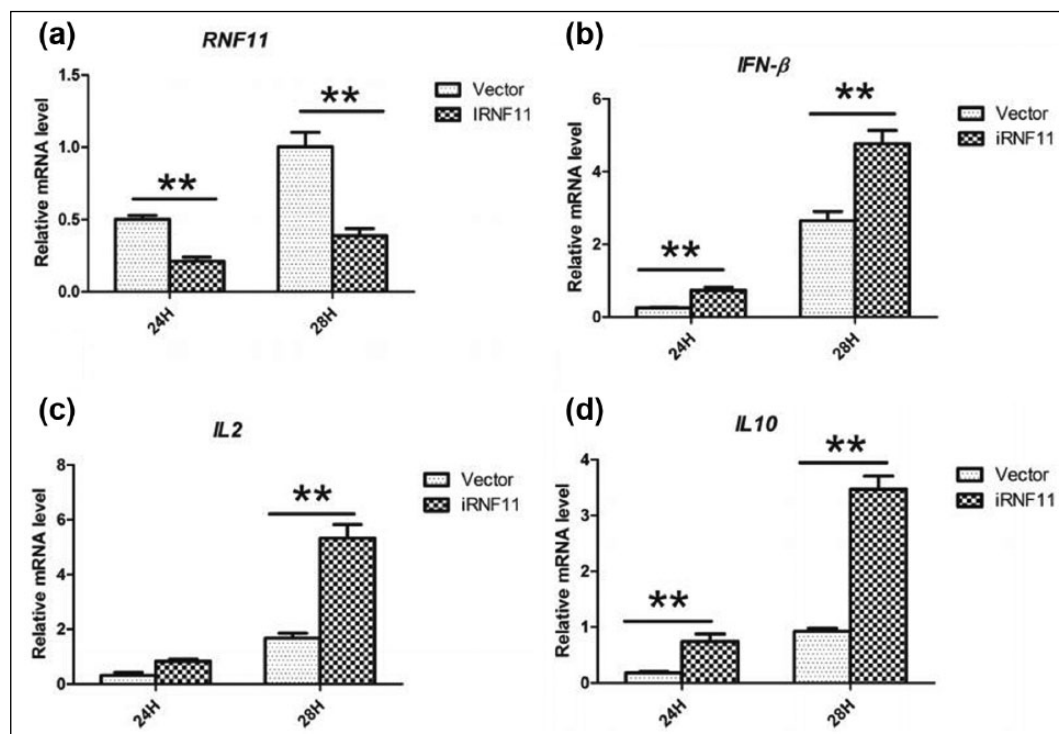 (a)
RNF11
Relative mRNA level
1.5
1.0
0.5
0.0
**
**
24H
28H
Vector
IRNF11
(b)
IFN-β
Relative mRNA level
6
4
2
0
**
**
24H
28H
Vector
iRNF11
(c)
IL2
Relative mRNA level
8
6
4
2
0
**
24H
28H
Vector
iRNF11
(d)
IL10
Relative mRNA level
4
3
2
1
0
**
**
24H
28H
Vector
iRNF11